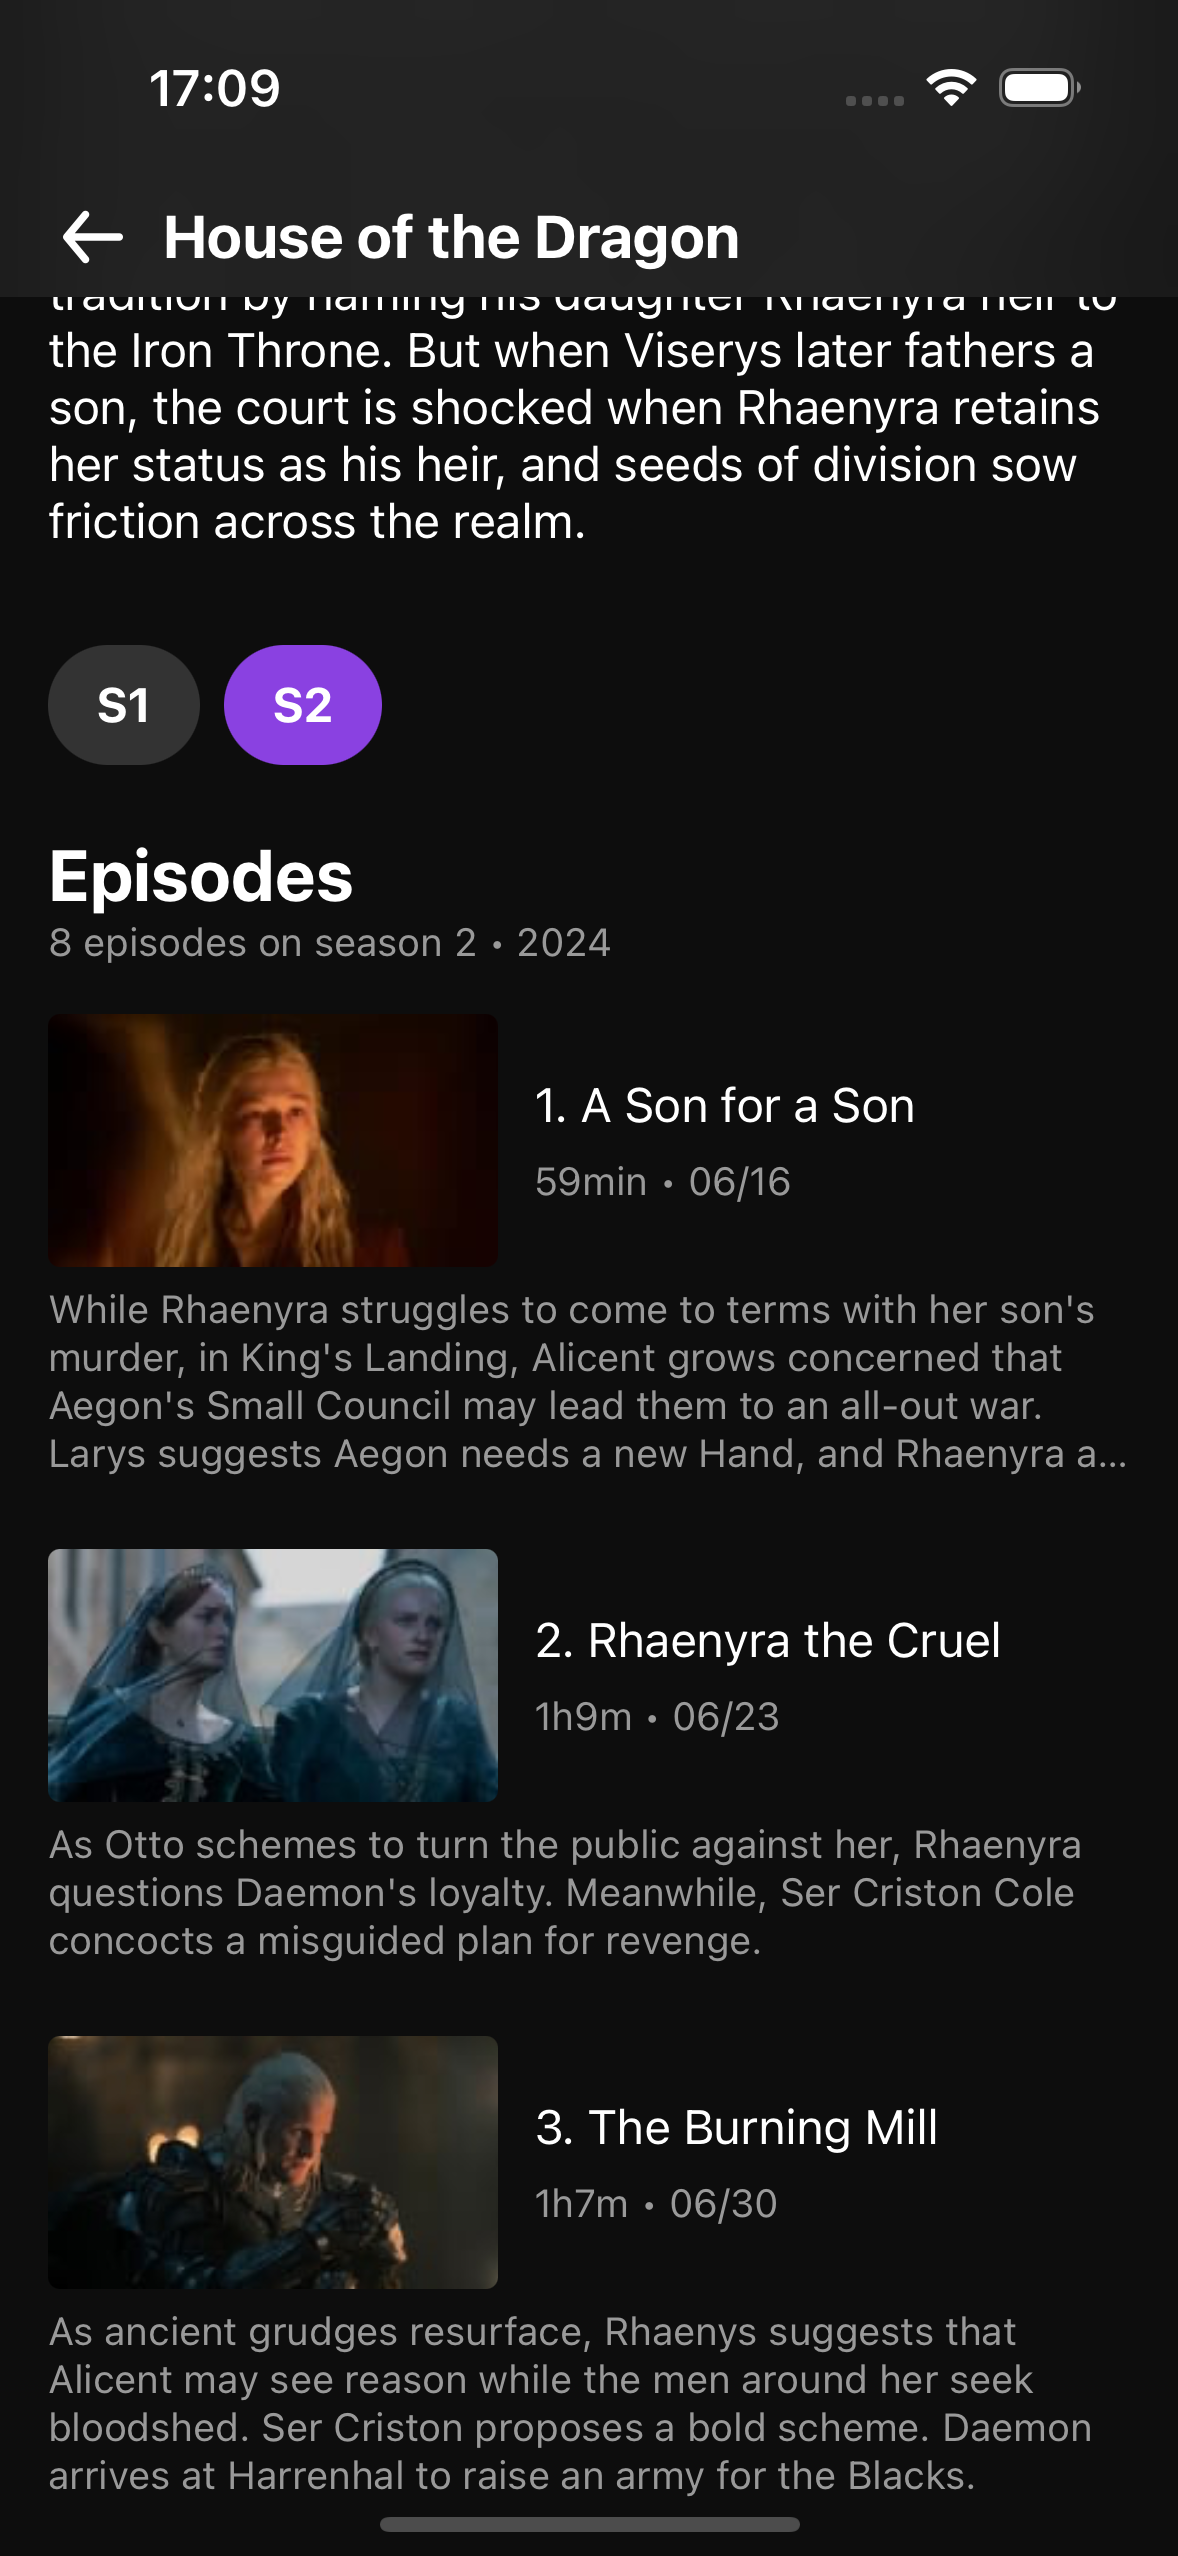 17:09
House of the Dragon
tradition by naming his daughter Rhaenyra heir to
the Iron Throne. But when Viserys later fathers a
son, the court is shocked when Rhaenyra retains
her status as his heir, and seeds of division sow
friction across the realm.
S1
S2
Episodes
8 episodes on season 2 • 2024
1. A Son for a Son
59min • 06/16
While Rhaenyra struggles to come to terms with her son's
murder, in King's Landing, Alicent grows concerned that
Aegon's Small Council may lead them to an all-out war.
Larys suggests Aegon needs a new Hand, and Rhaenyra a...
2. Rhaenyra the Cruel
1h9m • 06/23
As Otto schemes to turn the public against her, Rhaenyra
questions Daemon's loyalty. Meanwhile, Ser Criston Cole
concocts a misguided plan for revenge.
3. The Burning Mill
1h7m • 06/30
As ancient grudges resurface, Rhaenys suggests that
Alicent may see reason while the men around her seek
bloodshed. Ser Criston proposes a bold scheme. Daemon
arrives at Harrenhal to raise an army for the Blacks.